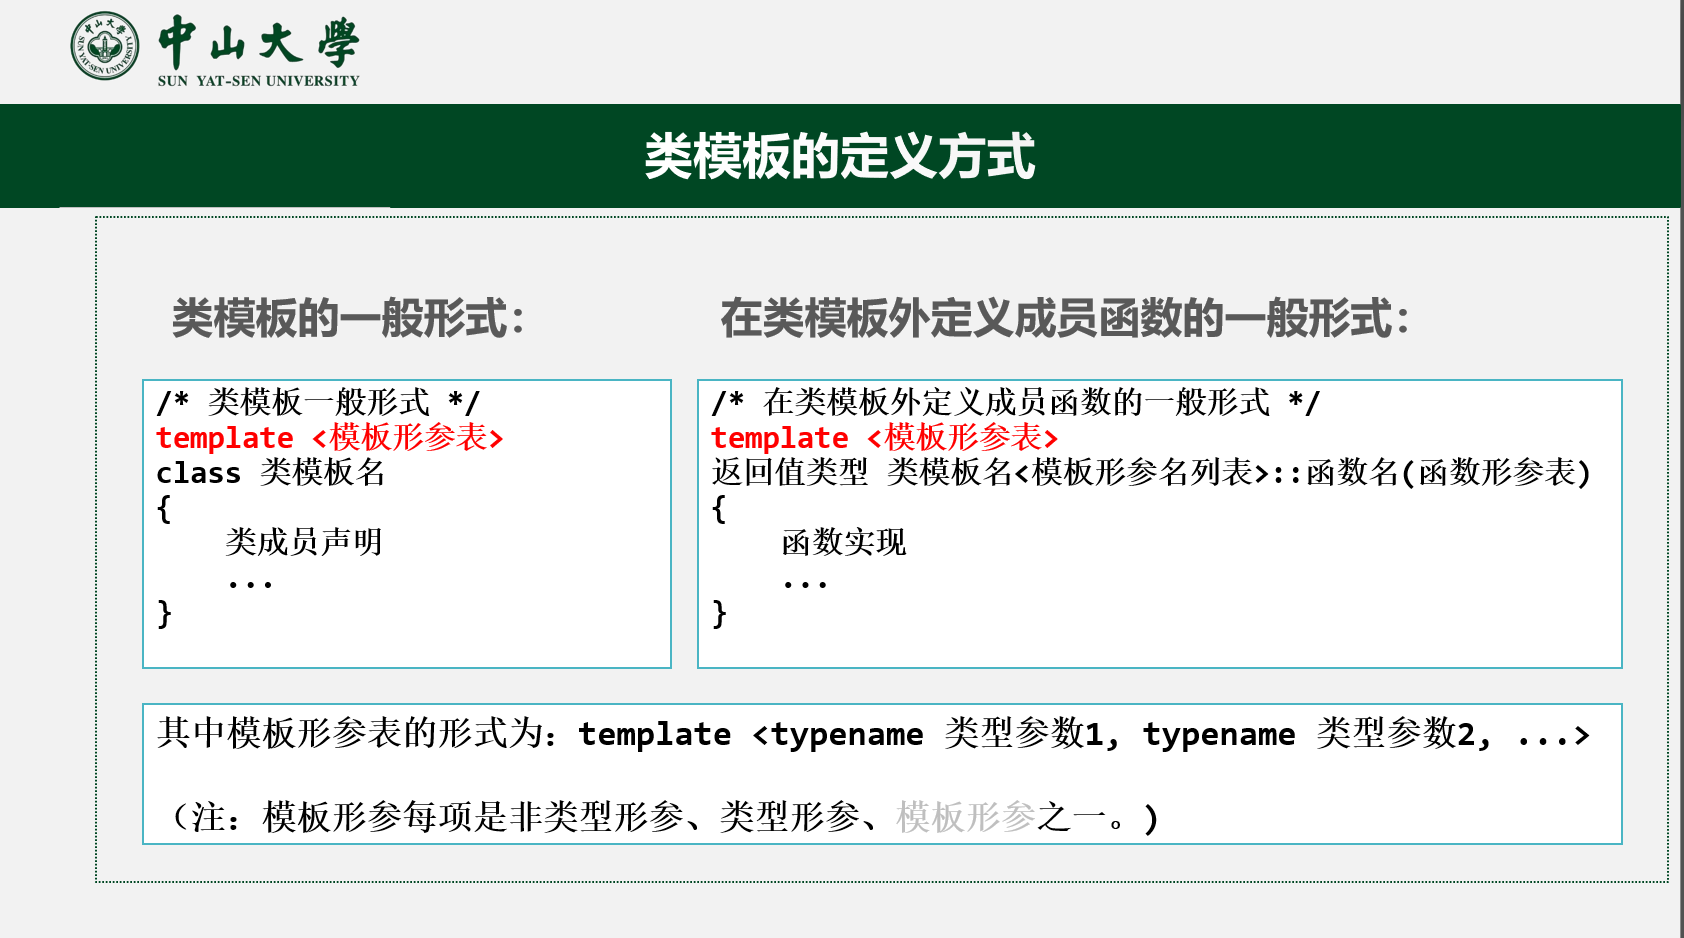 中山大學
SUN YAT-SEN UNIVERSITY
中山大学
SUN YAT-SEN UNIVERSITY
类模板的定义方式
类模板的一般形式：
/* 类模板一般形式 */
template <模板形参表>
class 类模板名
{
类成员声明
...
}
在类模板外定义成员函数的一般形式：
/* 在类模板外定义成员函数的一般形式 */
template <模板形参表>
返回值类型 类模板名<模板形参名列表>::函数名(函数形参表)
{
函数实现
...
}
其中模板形参表的形式为：template <typename 类型参数1, typename 类型参数2, ...>
（注：模板形参每项是非类型形参、类型形参、模板形参之一。)